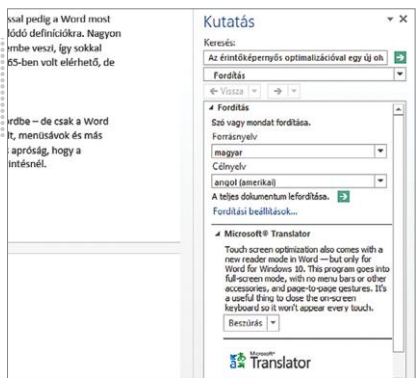 ssal pedig a Word most
lódó definíciókra. Nagyon
embe veszi, így sokkal
65-ben volt elérhető, de
rdbe – de csak a Word
lt, menüsávok és más
apróság, hogy a
intésnél.
Kutatás
Keresés:
Az érintőképernyős optimalizációval egy új oh
Fordítás
Vissza
Fordítás
Szó vagy mondat fordítása.
Forrásnyelv
magyar
Célnyelv
angol (amerikai)
A teljes dokumentum lefordítása.
Fordítási beállítások...
Microsoft® Translator
Touch screen optimization also comes with a
new reader mode in Word — but only for
Word for Windows 10. This program goes into
full-screen mode, with no menu bars or other
accessories, and page-to-page gestures. It's
a useful thing to close the on-screen
keyboard so it won't appear every touch.
Beszúrás
Microsoft®
Translator